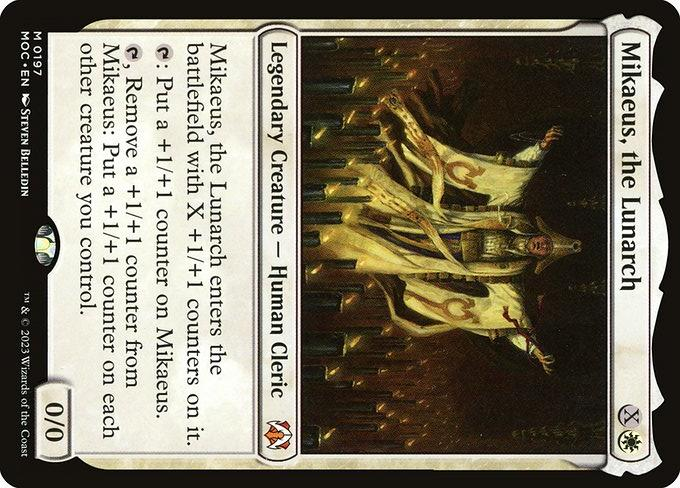 Mikaeus, the Lunarch X
Legendary Creature — Human Cleric
Mikaeus, the Lunarch enters the
battlefield with X +1/+1 counters on it.
: Put a +1/+1 counter on Mikaeus.
, Remove a +1/+1 counter from
Mikaeus: Put a +1/+1 counter on each
other creature you control.
0/0
M 0197
MOC • EN Steven Belledin
™ & © 2023 Wizards of the Coast